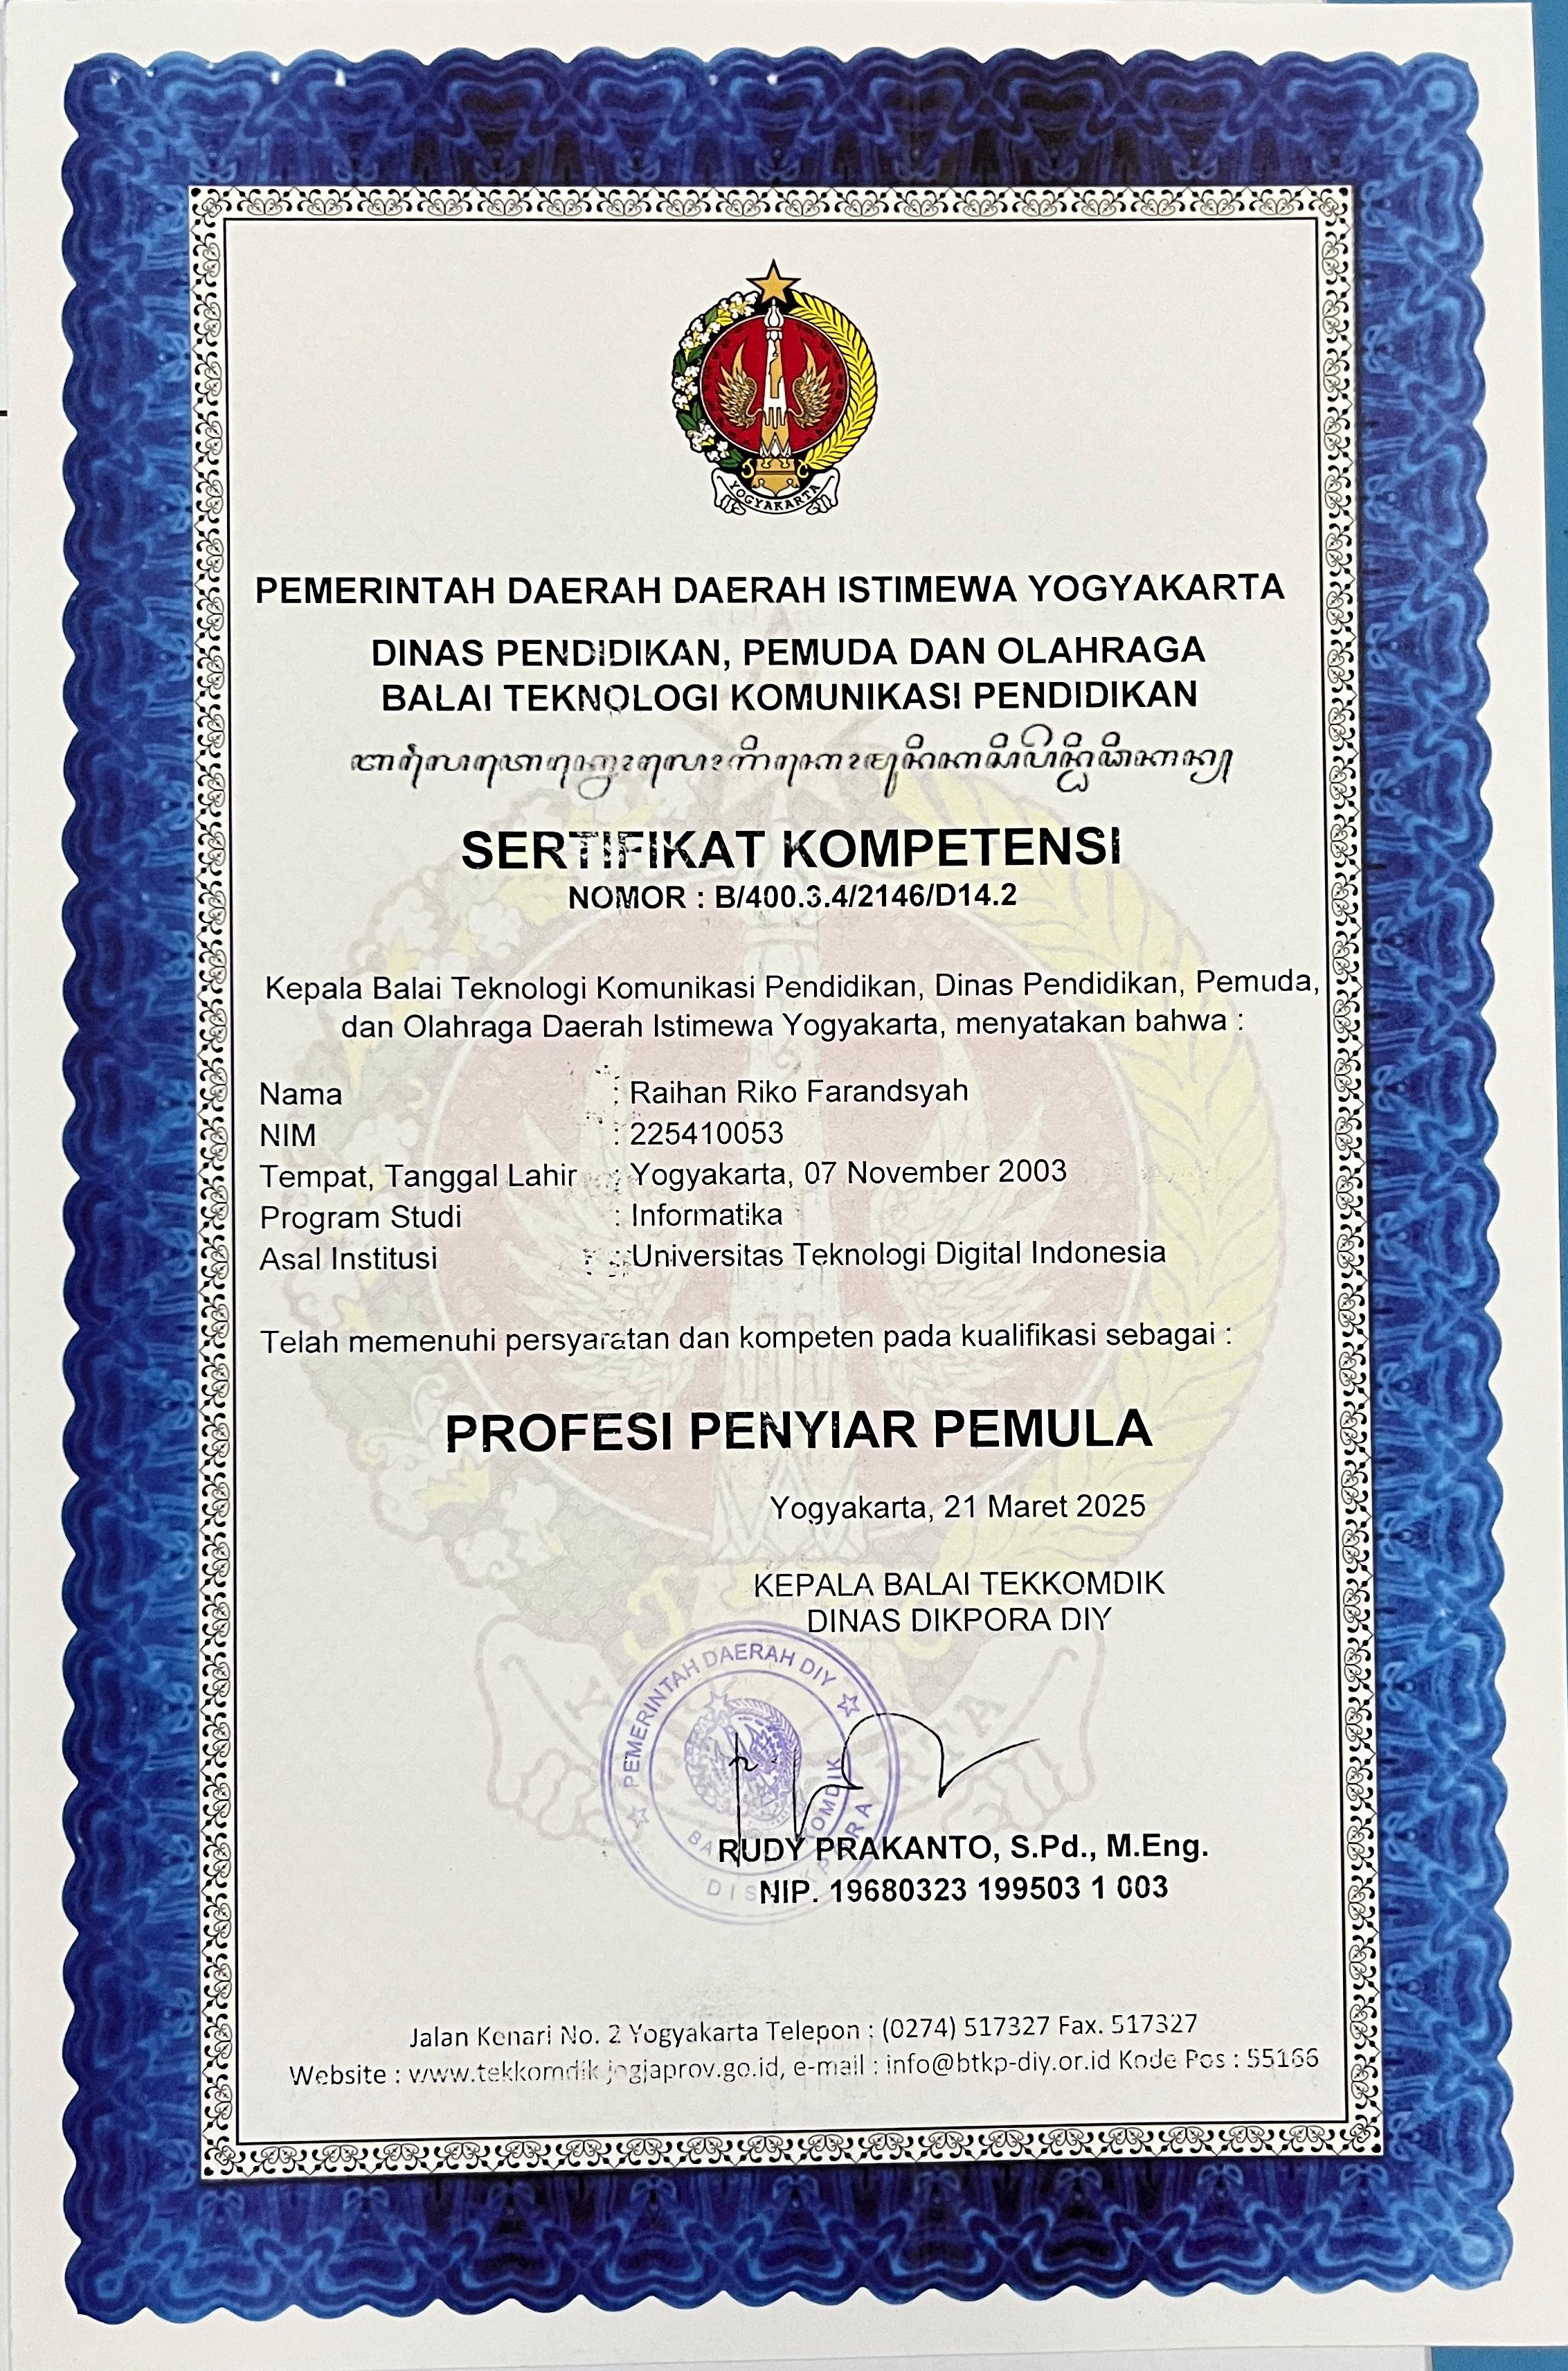 YOGYAKARTA
PEMERINTAH DAERAH DAERAH ISTIMEWA YOGYAKARTA
DINAS PENDIDIKAN, PEMUDA DAN OLAHRAGA
BALAI TEKNOLOGI KOMUNIKASI PENDIDIKAN
SERTIFIKAT KOMPETENSI
NOMOR : B/400.3.4/2146/D14.2
Kepala Balai Teknologi Komunikasi Pendidikan, Dinas Pendidikan, Pemuda,
dan Olahraga Daerah Istimewa Yogyakarta, menyatakan bahwa :
Nama : Raihan Riko Farandsyah
NIM : 225410053
Tempat, Tanggal Lahir : Yogyakarta, 07 November 2003
Program Studi : Informatika
Asal Institusi : Universitas Teknologi Digital Indonesia
Telah memenuhi persyaratan dan kompeten pada kualifikasi sebagai :
PROFESI PENYIAR PEMULA
Yogyakarta, 21 Maret 2025
KEPALA BALAI TEKKOMDIK
DINAS DIKPORA DIY
PEMERINTAH DAERAH DIY
RUDY PRAKANTO, S.Pd., M.Eng.
NIP. 19680323 199503 1 003
Jalan Kenari No. 2 Yogyakarta Telepon : (0274) 517327 Fax. 517327
Website : www.tekkomdik.jogjaprov.go.id, e-mail : info@btkp-diy.or.id Kode Pos : 55166